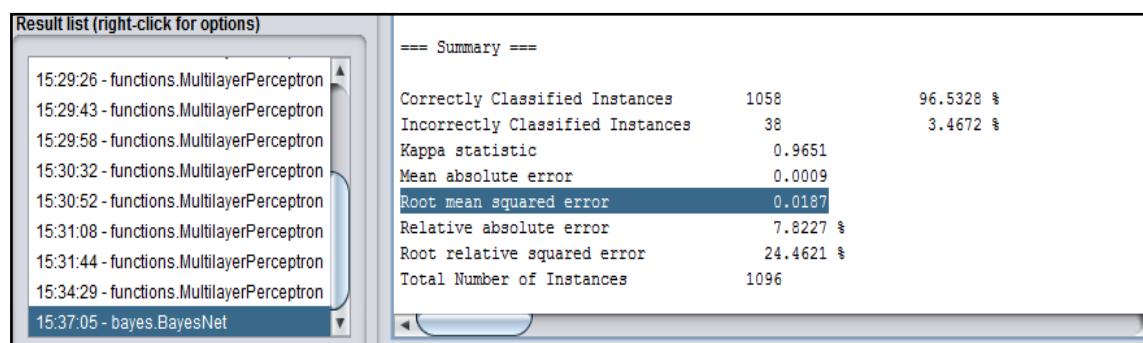 Result list (right-click for options)
15:29:26 - functions.MultilayerPerceptron
15:29:43 - functions.MultilayerPerceptron
15:29:58 - functions.MultilayerPerceptron
15:30:32 - functions.MultilayerPerceptron
15:30:52 - functions.MultilayerPerceptron
15:31:08 - functions.MultilayerPerceptron
15:31:44 - functions.MultilayerPerceptron
15:34:29 - functions.MultilayerPerceptron
15:37:05 - bayes.BayesNet
=== Summary ===
Correctly Classified Instances 1058 96.5328 %
Incorrectly Classified Instances 38 3.4672 %
Kappa statistic 0.9651
Mean absolute error 0.0009
Root mean squared error 0.0187
Relative absolute error 7.8227 %
Root relative squared error 24.4621 %
Total Number of Instances 1096